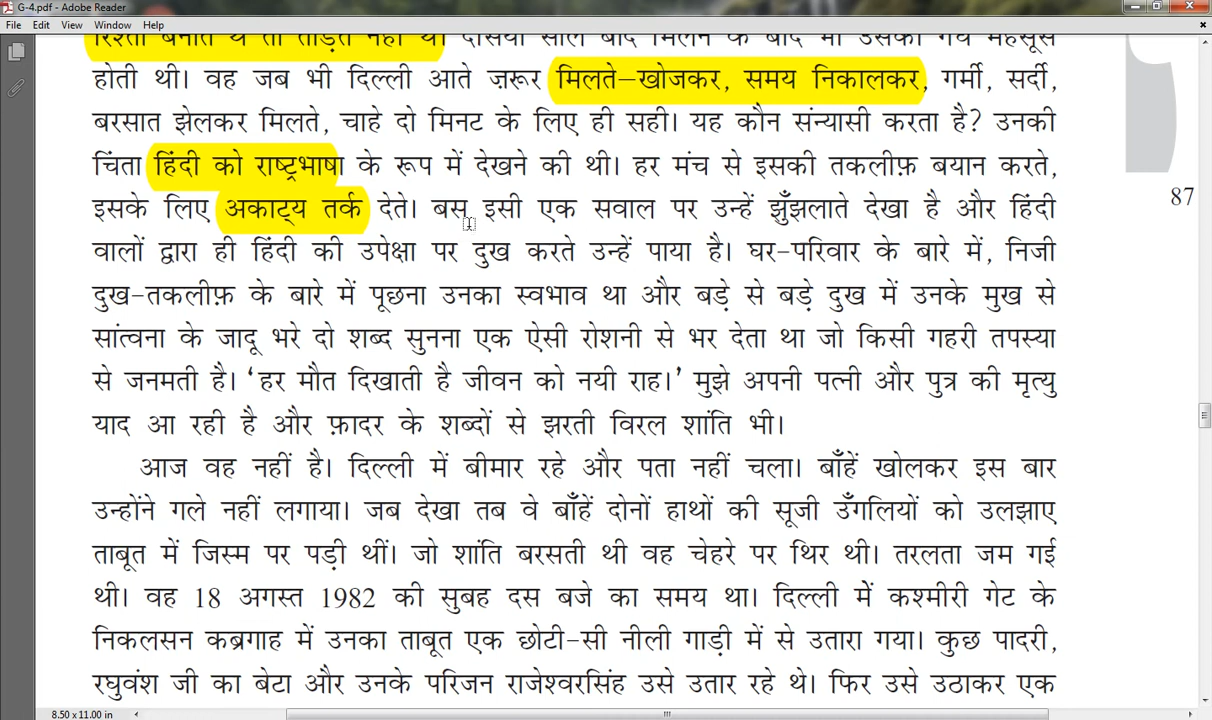 G-4.pdf - Adobe Reader
File Edit View Window Help
रिश्ता बनाते थे तो तोड़ते नहीं थे। दसियों साल बाद मिलने के बाद भी उसकी गंध महसूस
होती थी। वह जब भी दिल्ली आते ज़रूर मिलते–खोजकर, समय निकालकर, गर्मी, सर्दी,
बरसात झेलकर मिलते, चाहे दो मिनट के लिए ही सही। यह कौन संन्यासी करता है? उनकी
चिंता हिंदी को राष्ट्रभाषा के रूप में देखने की थी। हर मंच से इसकी तकलीफ़ बयान करते,
इसके लिए अकाट्य तर्क देते। बस इसी एक सवाल पर उन्हें झुँझलाते देखा है और हिंदी
87
वालों द्वारा ही हिंदी की उपेक्षा पर दुख करते उन्हें पाया है। घर-परिवार के बारे में, निजी
दुख-तकलीफ़ के बारे में पूछना उनका स्वभाव था और बड़े से बड़े दुख में उनके मुख से
सांत्वना के जादू भरे दो शब्द सुनना एक ऐसी रोशनी से भर देता था जो किसी गहरी तपस्या
से जनमती है। ‘हर मौत दिखाती है जीवन को नयी राह।’ मुझे अपनी पत्नी और पुत्र की मृत्यु
याद आ रही है और फ़ादर के शब्दों से झरती विरल शांति भी।
आज वह नहीं है। दिल्ली में बीमार रहे और पता नहीं चला। बाँहें खोलकर इस बार
उन्होंने गले नहीं लगाया। जब देखा तब वे बाँहें दोनों हाथों की सूजी उँगलियों को उलझाए
ताबूत में जिस्म पर पड़ी थीं। जो शांति बरसती थी वह चेहरे पर थिर थी। तरलता जम गई
थी। वह 18 अगस्त 1982 की सुबह दस बजे का समय था। दिल्ली में कश्मीरी गेट के
निकलसन कब्रगाह में उनका ताबूत एक छोटी-सी नीली गाड़ी में से उतारा गया। कुछ पादरी,
रघुवंश जी का बेटा और उनके परिजन राजेश्वरसिंह उसे उतार रहे थे। फिर उसे उठाकर एक
8.50 x 11.00 in